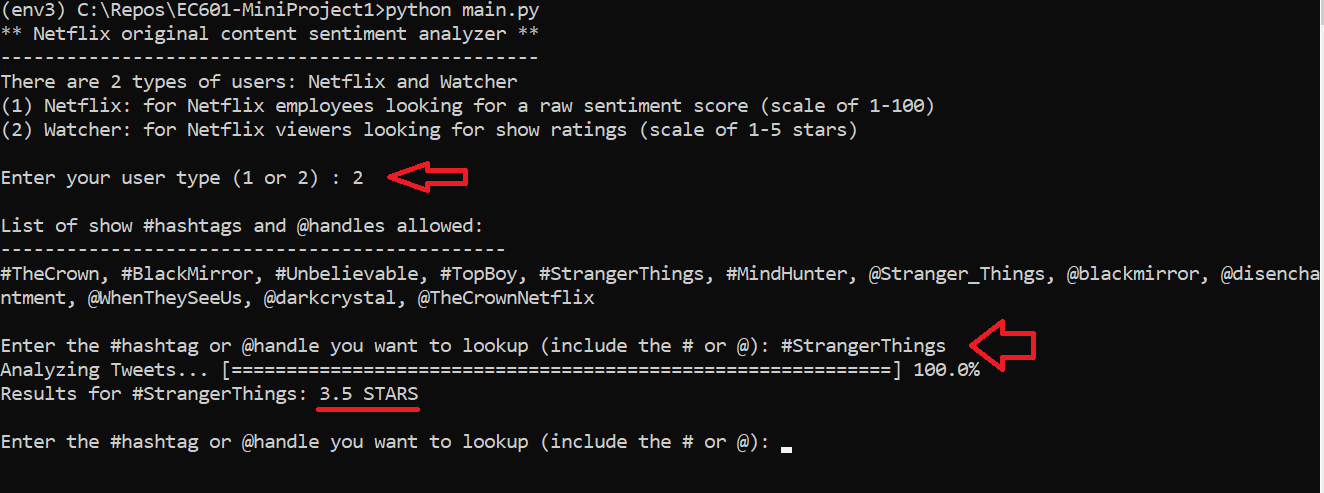 (env3) C:\Repos\EC601-MiniProject1>python main.py
** Netflix original content sentiment analyzer **
-------------------------------------------------
There are 2 types of users: Netflix and Watcher
(1) Netflix: for Netflix employees looking for a raw sentiment score (scale of 1-100)
(2) Watcher: for Netflix viewers looking for show ratings (scale of 1-5 stars)
Enter your user type (1 or 2) : 2
List of show #hashtags and @handles allowed:
----------------------------------------------
#TheCrown, #BlackMirror, #Unbelievable, #TopBoy, #StrangerThings, #MindHunter, @Stranger_Things, @blackmirror, @disencha
ntment, @WhenTheySeeUs, @darkcrystal, @TheCrownNetflix
Enter the #hashtag or @handle you want to lookup (include the # or @): #StrangerThings
Analyzing Tweets... [============================================================] 100.0%
Results for #StrangerThings: 3.5 STARS
Enter the #hashtag or @handle you want to lookup (include the # or @):